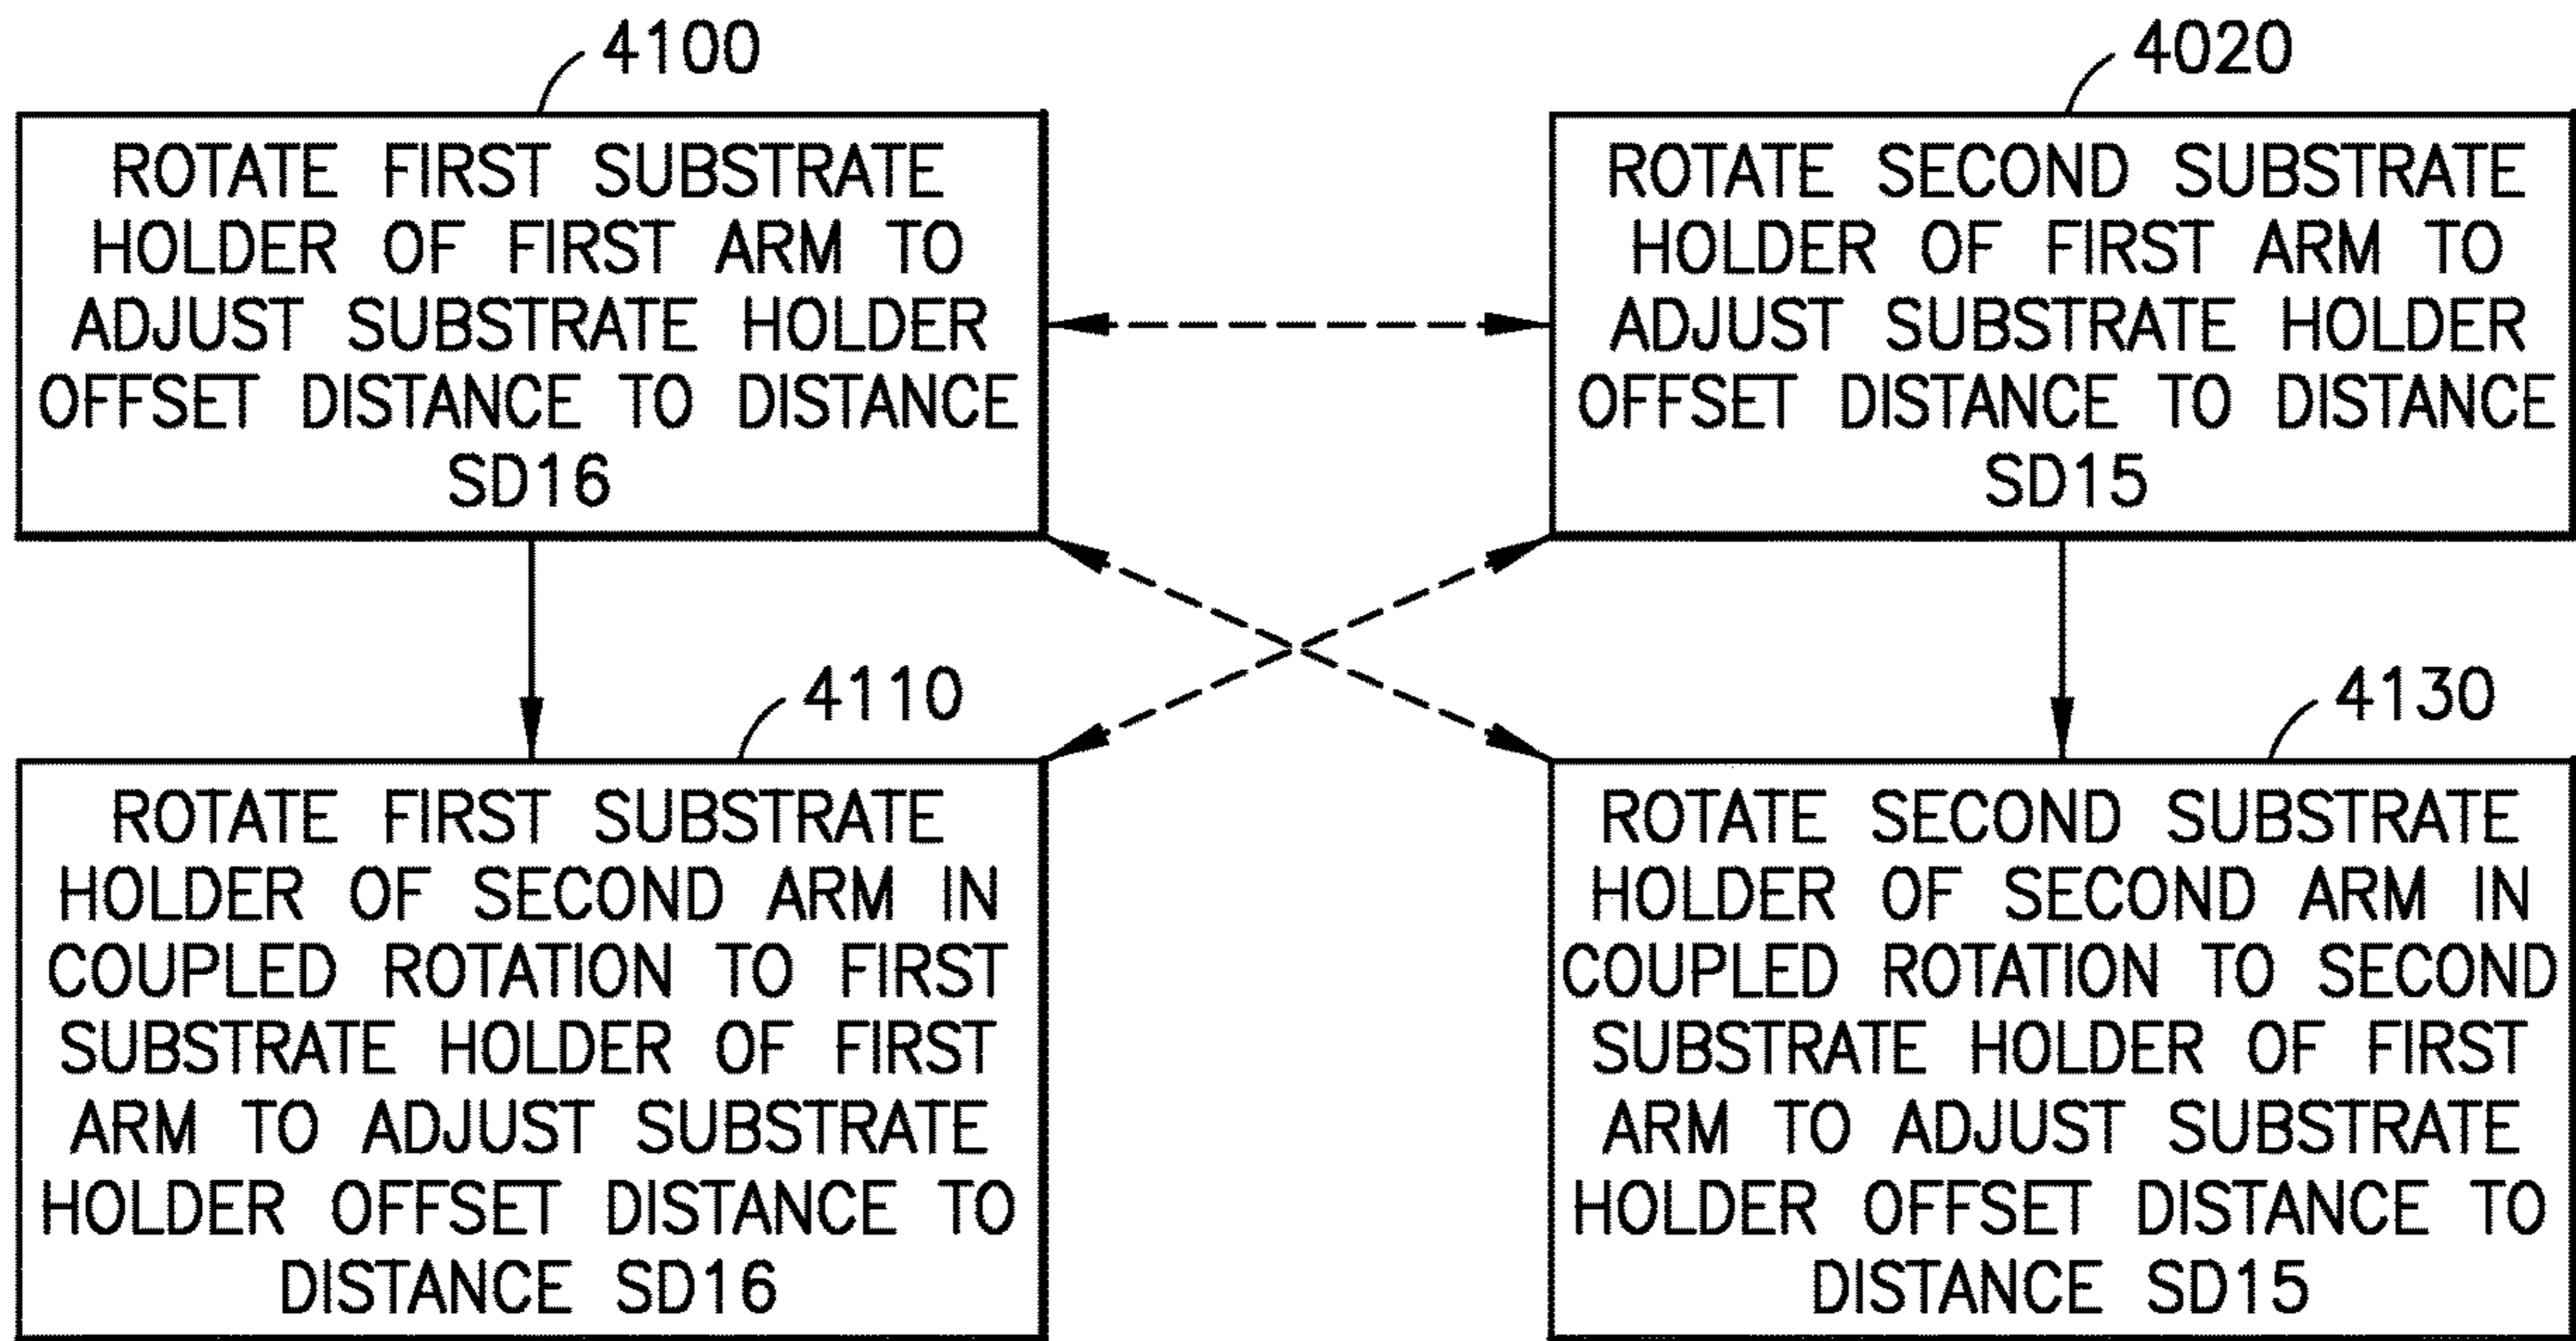 4100
ROTATE FIRST SUBSTRATE
HOLDER OF FIRST ARM TO
ADJUST SUBSTRATE HOLDER
OFFSET DISTANCE TO DISTANCE
SD16
4020
ROTATE SECOND SUBSTRATE
HOLDER OF FIRST ARM TO
ADJUST SUBSTRATE HOLDER
OFFSET DISTANCE TO DISTANCE
SD15
4110
ROTATE FIRST SUBSTRATE
HOLDER OF SECOND ARM IN
COUPLED ROTATION TO FIRST
SUBSTRATE HOLDER OF FIRST
ARM TO ADJUST SUBSTRATE
HOLDER OFFSET DISTANCE TO
DISTANCE SD16
4130
ROTATE SECOND SUBSTRATE
HOLDER OF SECOND ARM IN
COUPLED ROTATION TO SECOND
SUBSTRATE HOLDER OF FIRST
ARM TO ADJUST SUBSTRATE
HOLDER OFFSET DISTANCE TO
DISTANCE SD15